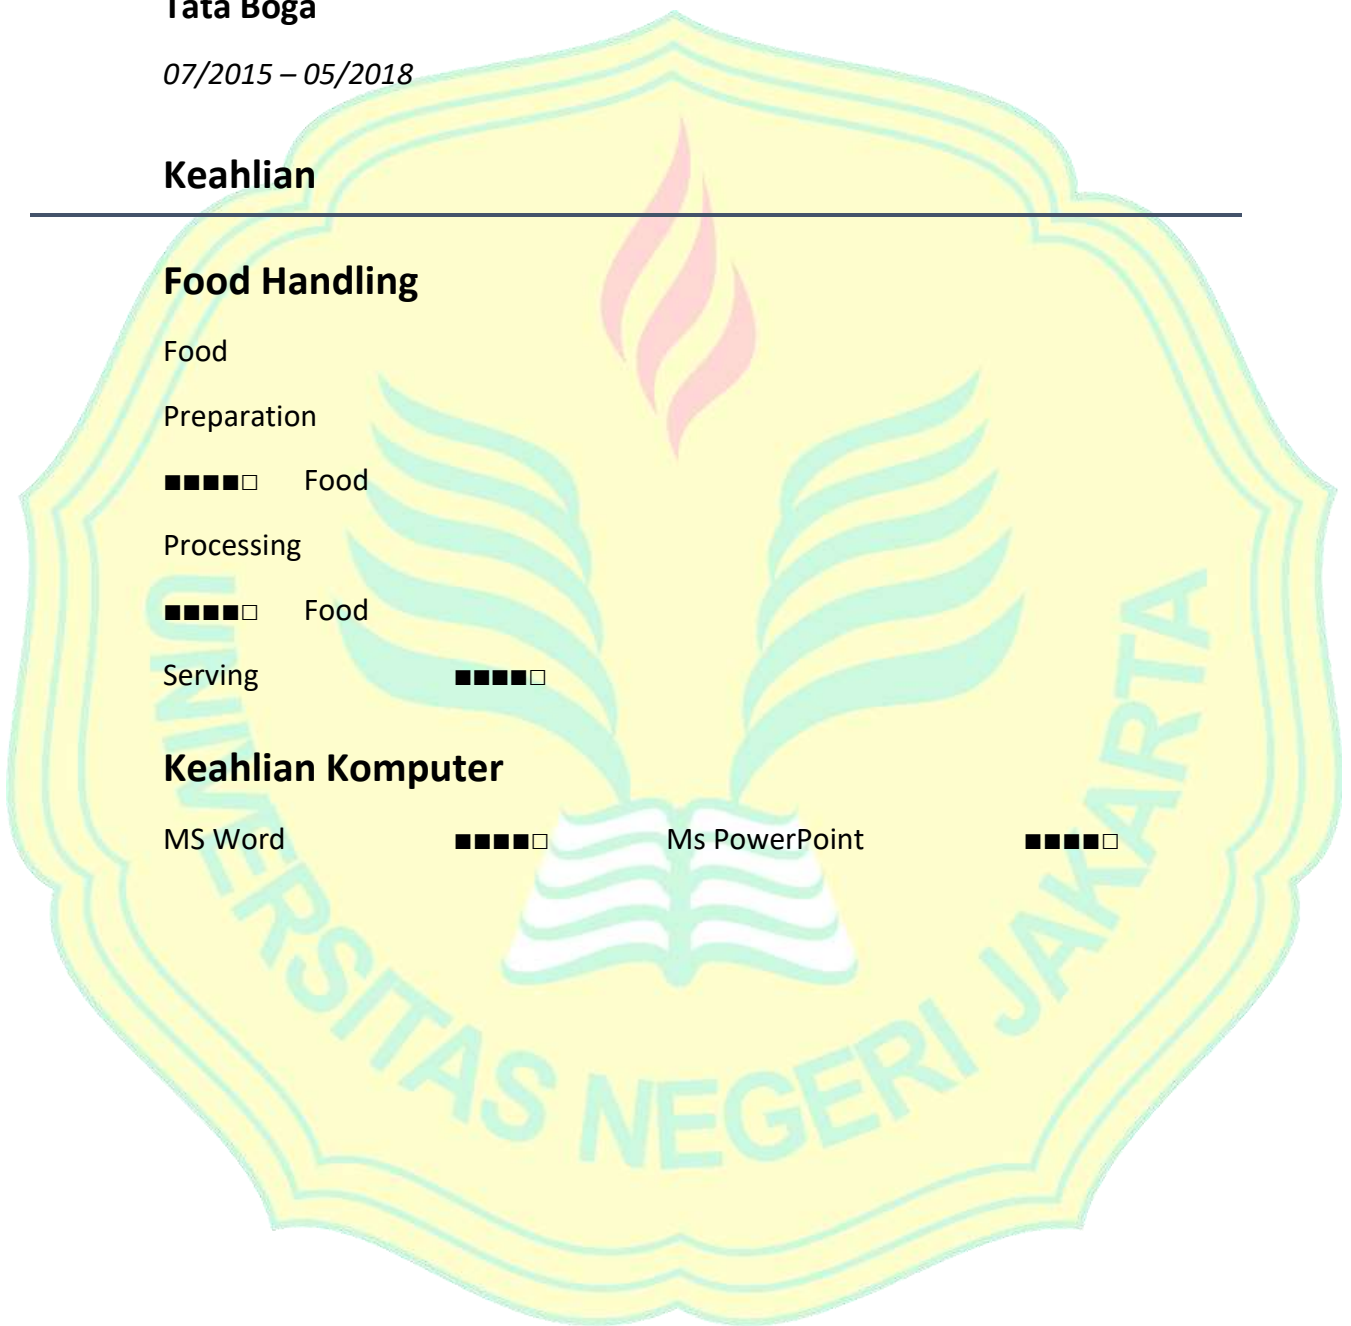 Tata Boga
07/2015 – 05/2018
Keahlian
Food Handling
Food
Preparation
■■■■□ Food
Processing
■■■■□ Food
Serving ■■■■□
Keahlian Komputer
MS Word ■■■■□ Ms PowerPoint ■■■■□
UNIVERSITAS NEGERI JAKARTA